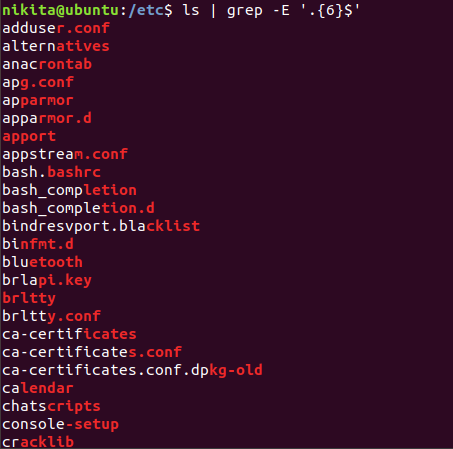 nikita@ubuntu:/etc$ ls | grep -E '.{6}$'
adduser.conf
alternatives
anacrontab
apg.conf
apparmor
apparmor.d
apport
appstream.conf
bash.bashrc
bash_completion
bash_completion.d
bindresvport.blacklist
binfmt.d
bluetooth
brlapi.key
brltty
brltty.conf
ca-certificates
ca-certificates.conf
ca-certificates.conf.dpkg-old
calendar
chatscripts
console-setup
cracklib